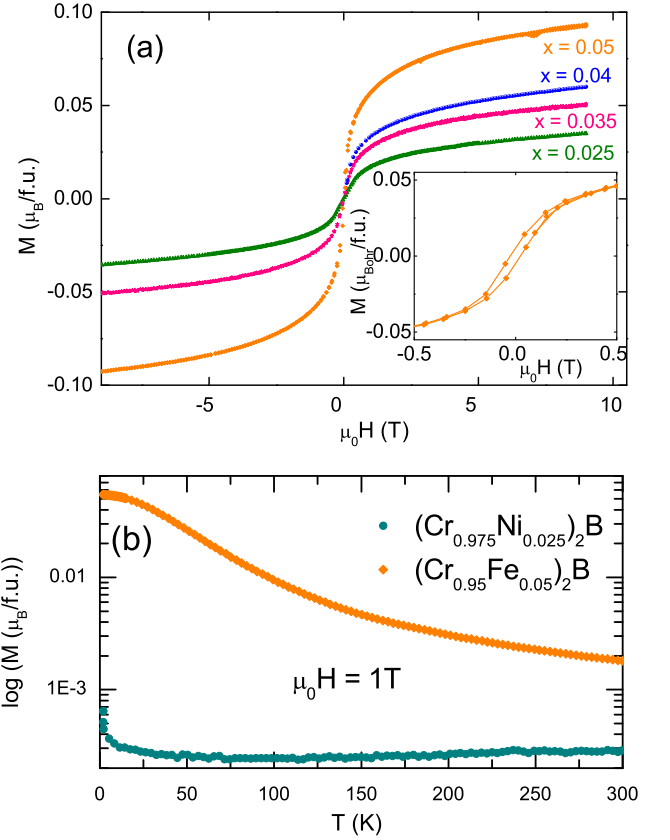 (a)
0.10
0.05
0.00
-0.05
-0.10
M (μ_B/f.u.)
x = 0.05
x = 0.04
x = 0.035
x = 0.025
0.05
0.00
-0.05
M (μ_Bohr/f.u.)
-0.5 0.0 0.5
μ₀H (T)
-5 0 5 10
μ₀H (T)
(b)
(Cr₀.₉₇₅Ni₀.₀₂₅)₂B
(Cr₀.₉₅Fe₀.₀₅)₂B
0.01
1E-3
log (M (μ_B/f.u.))
μ₀H = 1T
0 50 100 150 200 250 300
T (K)